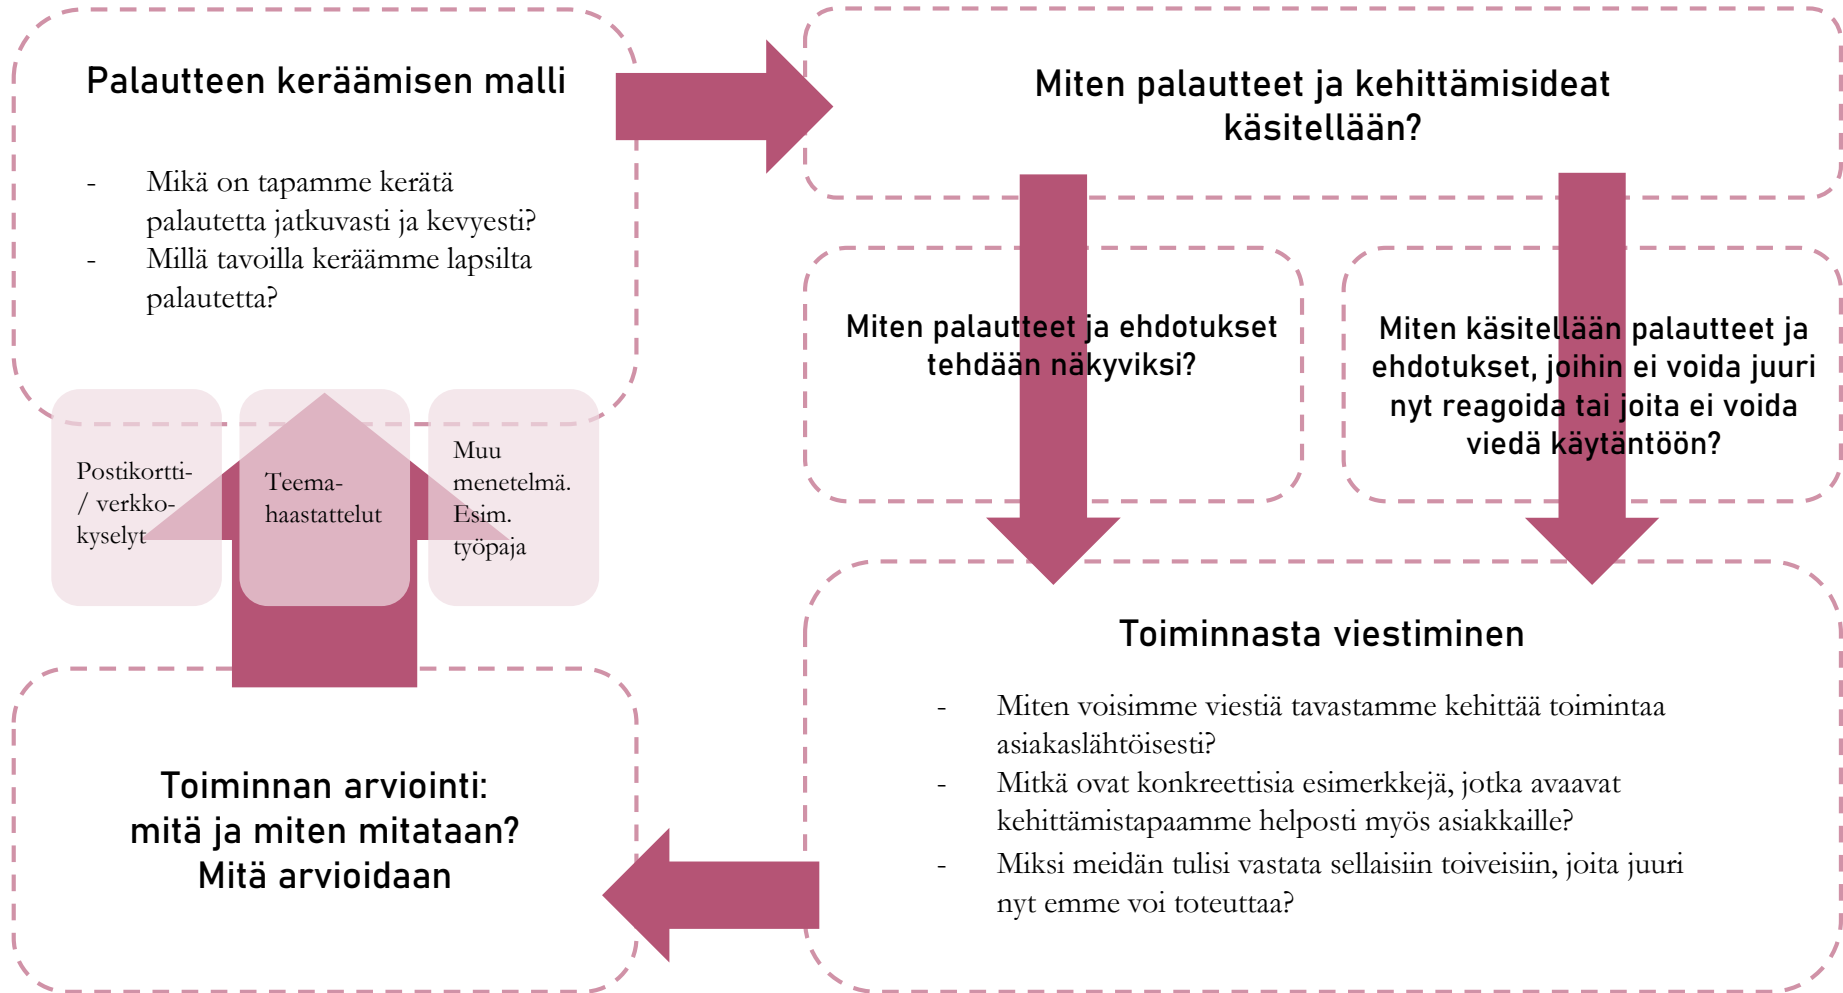 Palautteen keräämisen malli
- Mikä on tapamme kerätä
palautetta jatkuvasti ja kevyesti?
- Millä tavoilla keräämme lapsilta
palautetta?
Postikortti-
/ verkko-
kyselyt
Teema-
haastattelut
Muu
menetelmä.
Esim.
työpaja
Miten palautteet ja kehittämisideat
käsitellään?
Miten palautteet ja ehdotukset
tehdään näkyviksi?
Miten käsitellään palautteet ja
ehdotukset, joihin ei voida juuri
nyt reagoida tai joita ei voida
viedä käytäntöön?
Toiminnasta viestiminen
- Miten voisimme viestiä tavastamme kehittää toimintaa
asiakaslähtöisesti?
- Mitkä ovat konkreettisia esimerkkejä, jotka avaavat
kehittämistapaamme helposti myös asiakkaille?
- Miksi meidän tulisi vastata sellaisiin toiveisiin, joita juuri
nyt emme voi toteuttaa?
Toiminnan arviointi:
mitä ja miten mitataan?
Mitä arvioidaan